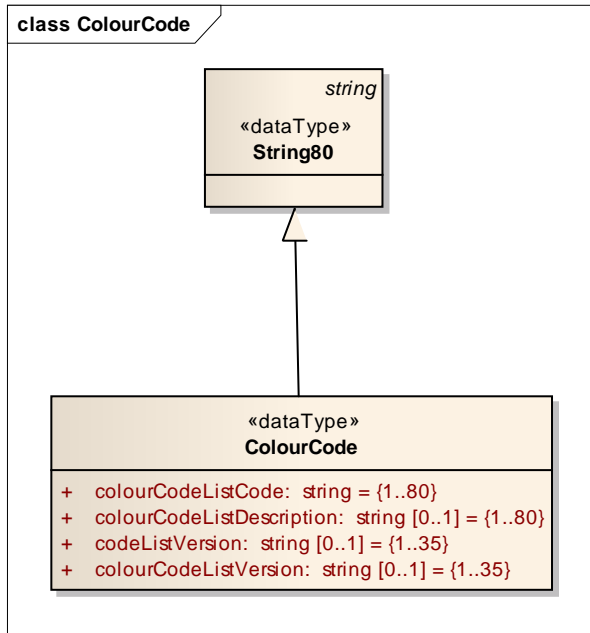 class ColourCode
string
«dataType»
String80
«dataType»
ColourCode
+ colourCodeListCode: string = {1..80}
+ colourCodeListDescription: string [0..1] = {1..80}
+ codeListVersion: string [0..1] = {1..35}
+ colourCodeListVersion: string [0..1] = {1..35}